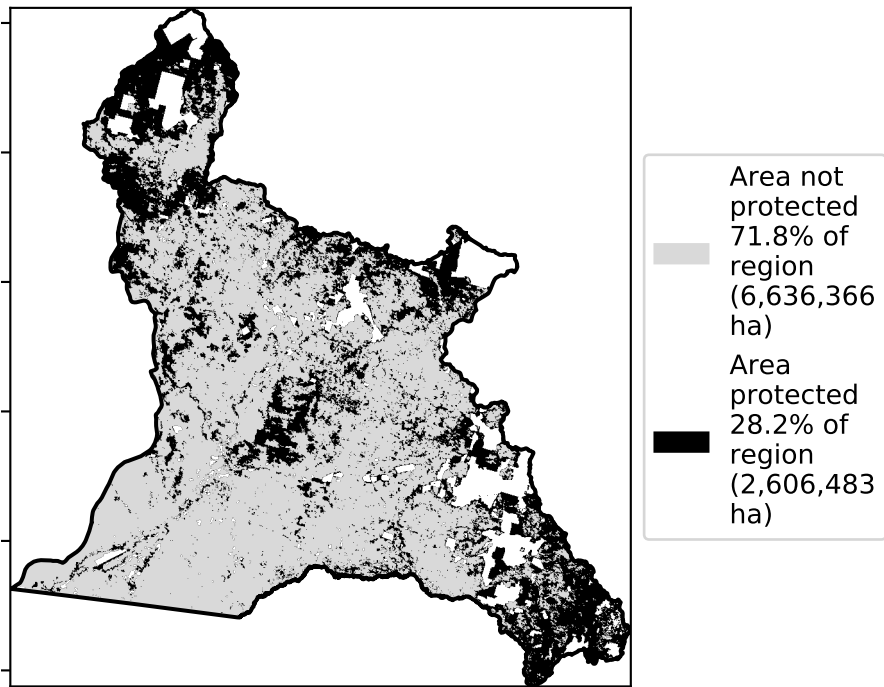 Area not
protected
71.8% of
region
(6,636,366
ha)
Area
protected
28.2% of
region
(2,606,483
ha)